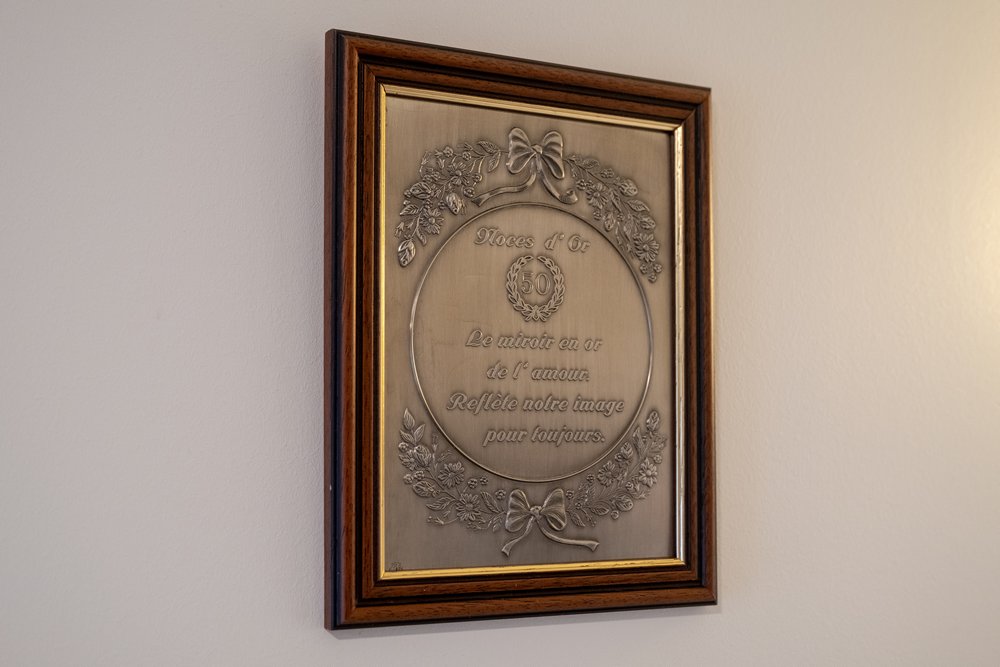 Noces d'Or
50
Le miroir en or
de l'amour.
Reflète notre image
pour toujours.